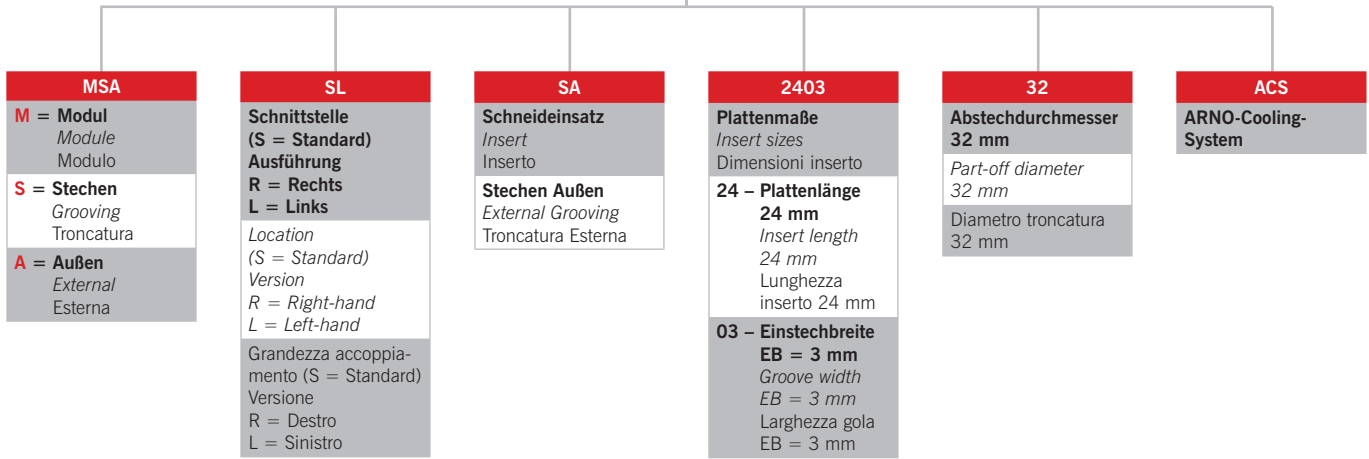 MSA
M = Modul
Module
Modulo
S = Stechen
Grooving
Troncatura
A = Außen
External
Esterna
SL
Schnittstelle
(S = Standard)
Ausführung
R = Rechts
L = Links
Location
(S = Standard)
Version
R = Right-hand
L = Left-hand
Grandezza accoppia-
mento (S = Standard)
Versione
R = Destro
L = Sinistro
SA
Schneideinsatz
Insert
Inserto
Stechen Außen
External Grooving
Troncatura Esterna
2403
Plattenmaße
Insert sizes
Dimensioni inserto
24 – Plattenlänge
24 mm
Insert length
24 mm
Lunghezza
inserto 24 mm
03 – Einstechbreite
EB = 3 mm
Groove width
EB = 3 mm
Larghezza gola
EB = 3 mm
32
Abstechdurchmesser
32 mm
Part-off diameter
32 mm
Diametro troncatura
32 mm
ACS
ARNO-Cooling-
System